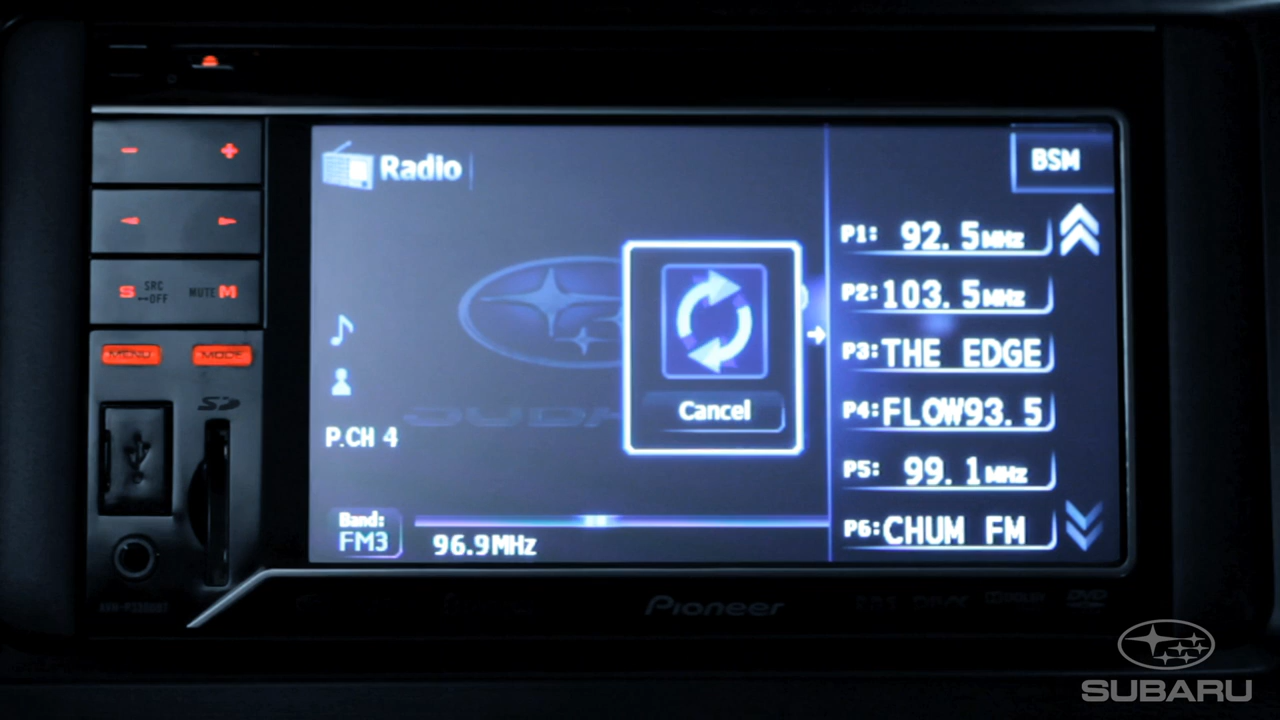 Radio
BSM
P1: 92.5MHz
P2:103.5MHz
P3:THE EDGE
P4:FLOW93.5
P5: 99.1MHz
P6:CHUM FM
Cancel
P.CH 4
Band:
FM3
96.9MHz
S SRC
OFF
MUTE M
MENU
MODE
SD
Pioneer
SUBARU